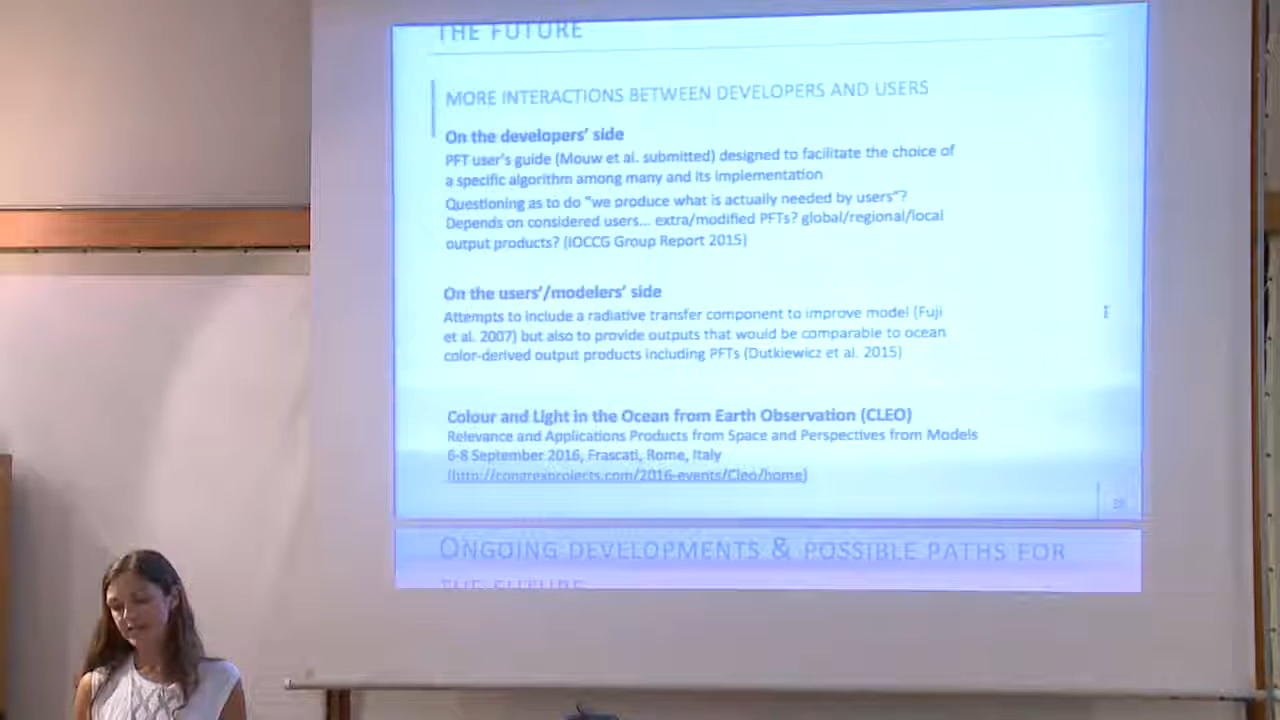 THE FUTURE
MORE INTERACTIONS BETWEEN DEVELOPERS AND USERS
On the developers' side
PFT user's guide (Mouw et al. submitted) designed to facilitate the choice of
a specific algorithm among many and its implementation
Questioning as to do "we produce what is actually needed by users"?
Depends on considered users... extra/modified PFTs? global/regional/local
output products? (IOCCG Group Report 2015)
On the users'/modelers' side
Attempts to include a radiative transfer component to improve model (Fuji
et al. 2007) but also to provide outputs that would be comparable to ocean
color-derived output products including PFTs (Dutkiewicz et al. 2015)
Colour and Light in the Ocean from Earth Observation (CLEO)
Relevance and Applications Products from Space and Perspectives from Models
6-8 September 2016, Frascati, Rome, Italy
(http://congrexprojects.com/2016-events/Cleo/home)
ONGOING DEVELOPMENTS & POSSIBLE PATHS FOR
THE FUTURE